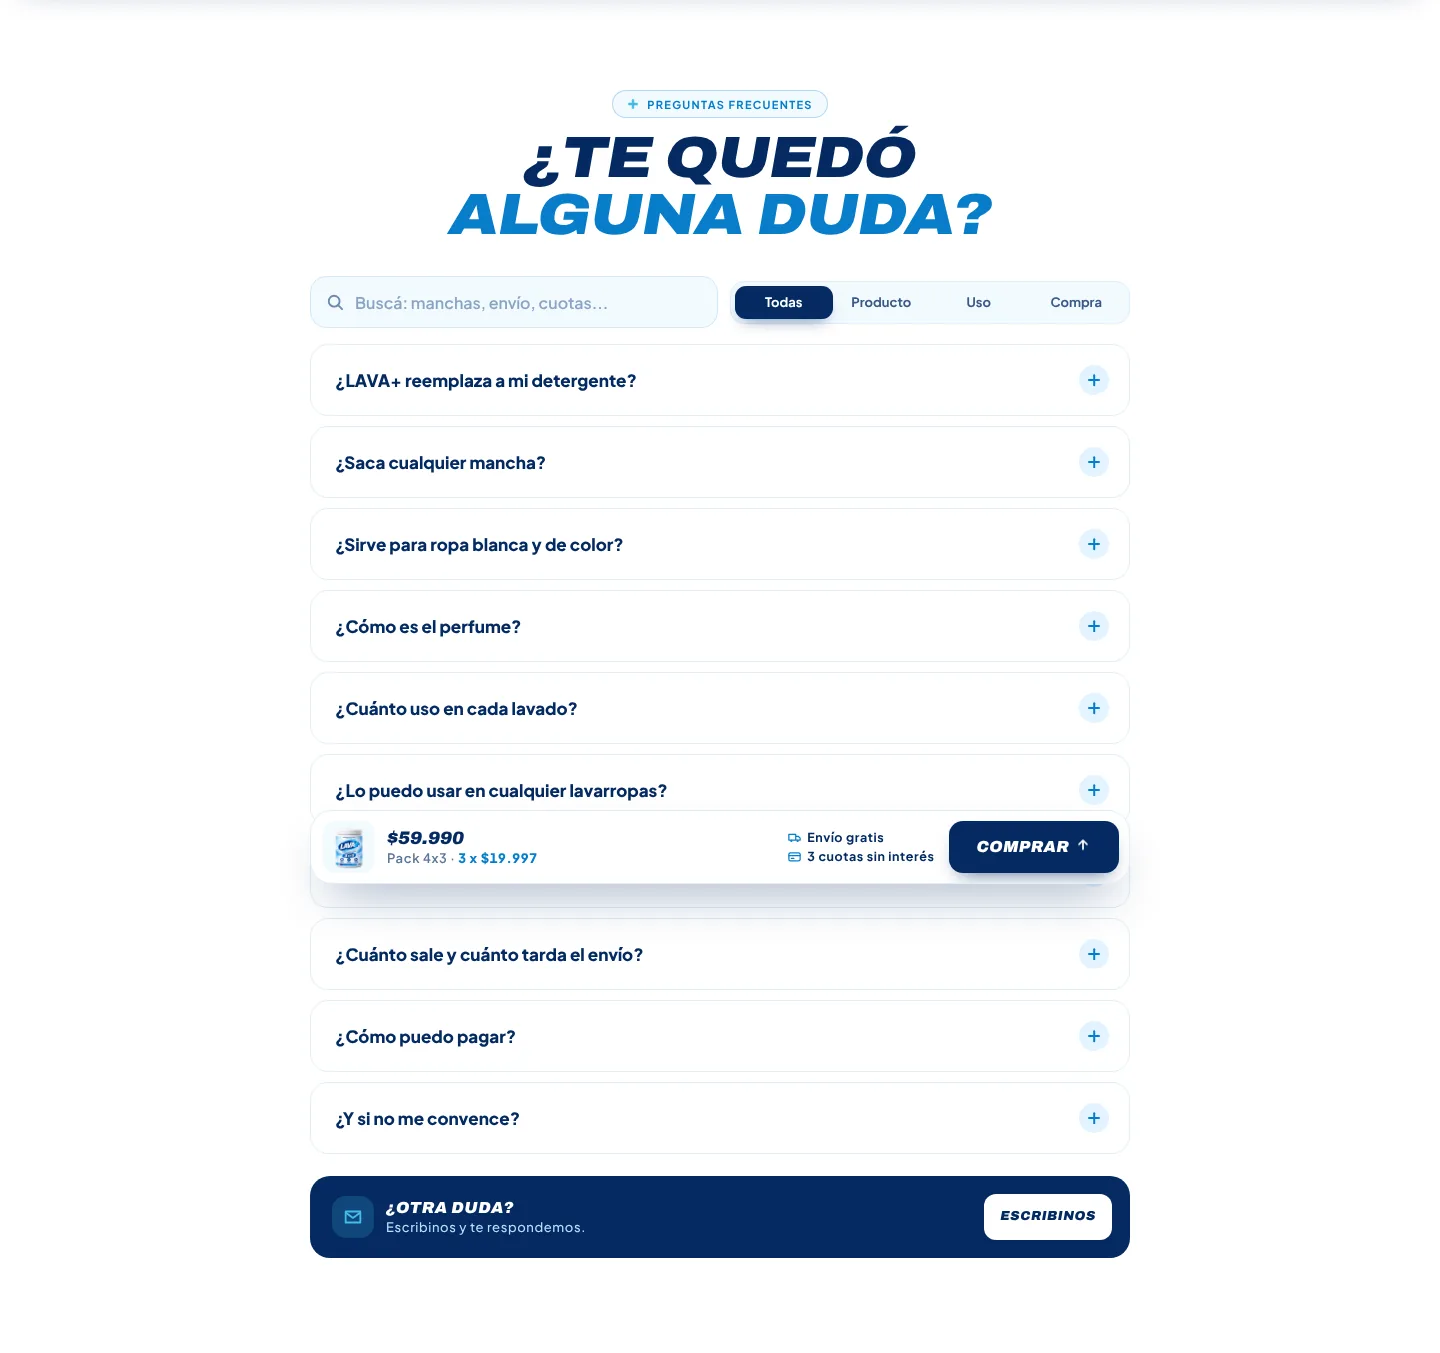 PREGUNTAS FRECUENTES
¿TE QUEDÓ
ALGUNA DUDA?
Buscá: manchas, envío, cuotas...
Todas
Producto
Uso
Compra
¿LAVA+ reemplaza a mi detergente?
¿Saca cualquier mancha?
¿Sirve para ropa blanca y de color?
¿Cómo es el perfume?
¿Cuánto uso en cada lavado?
¿Lo puedo usar en cualquier lavarropas?
LAVA+
$59.990
Pack 4x3 · 3 x $19.997
Envío gratis
3 cuotas sin interés
COMPRAR ↑
¿Cuánto sale y cuánto tarda el envío?
¿Cómo puedo pagar?
¿Y si no me convence?
¿OTRA DUDA?
Escribinos y te respondemos.
ESCRIBINOS